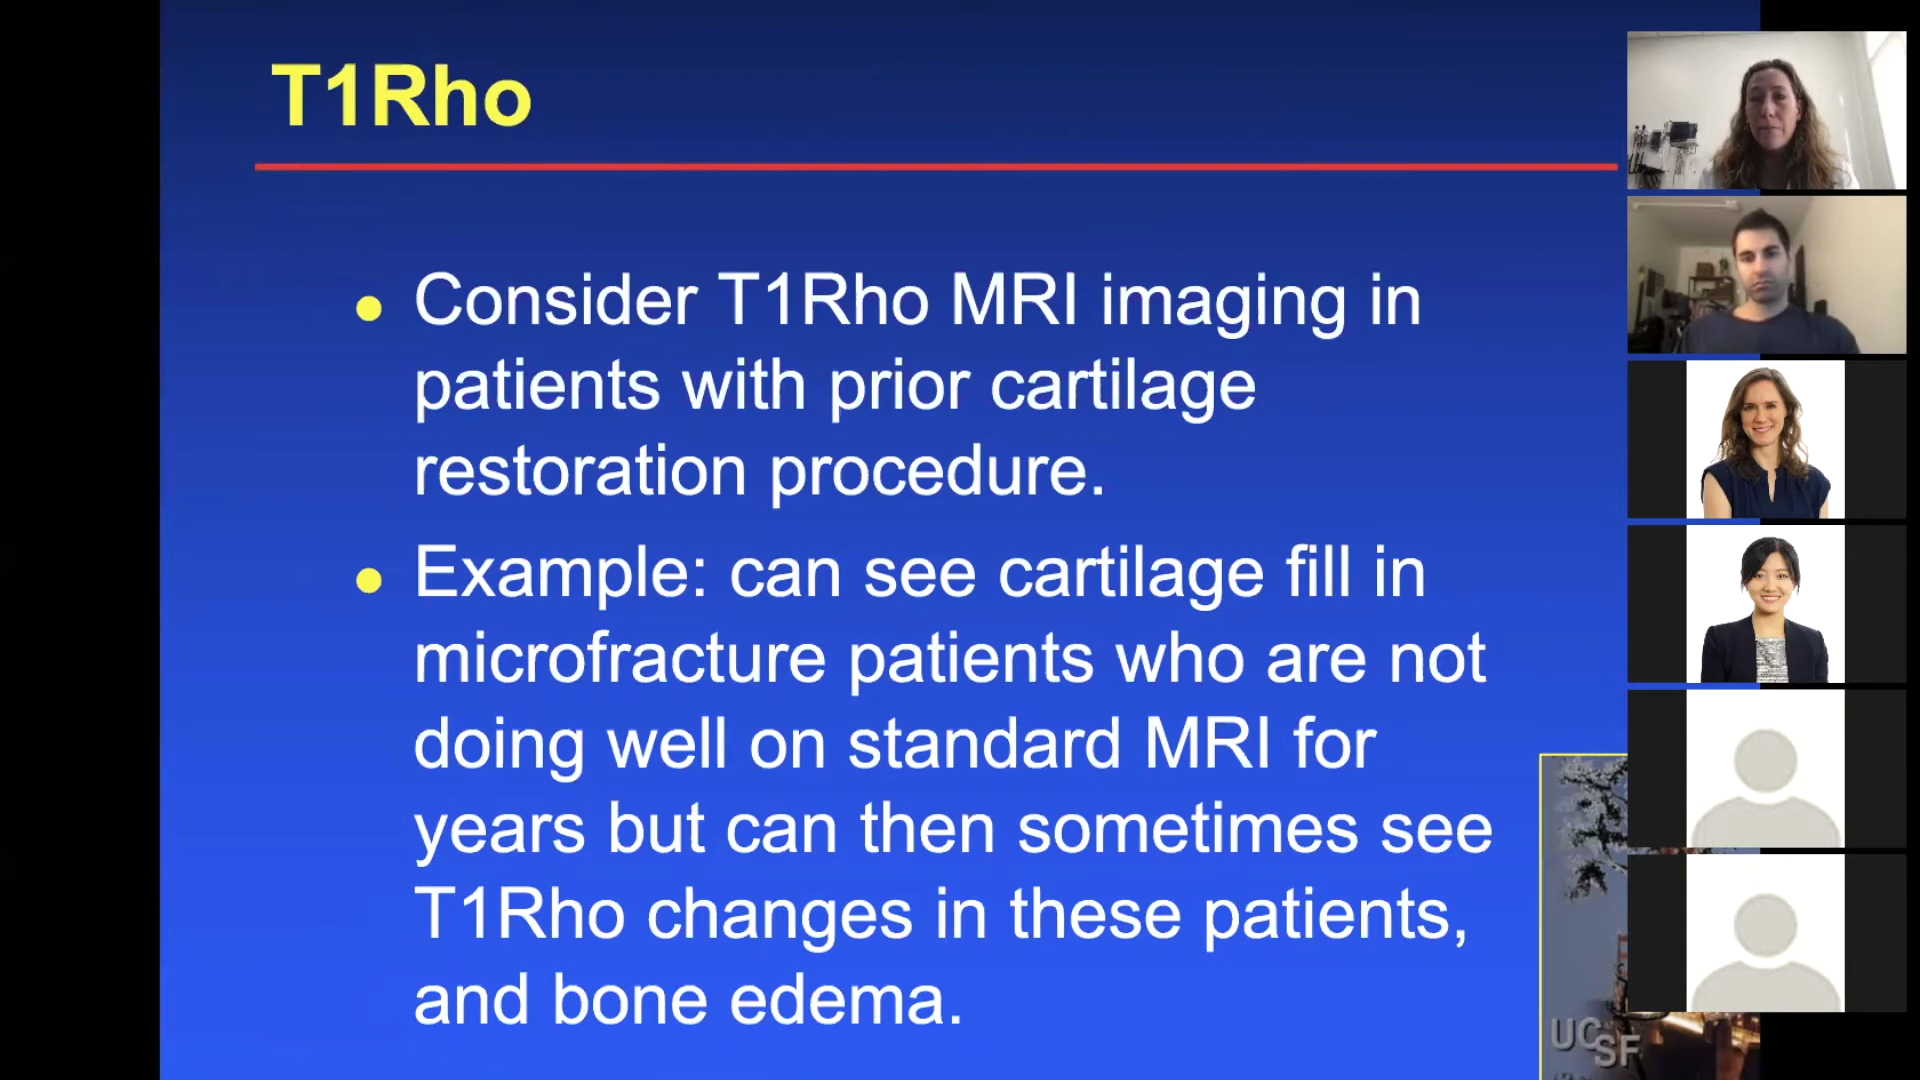 T1Rho
Consider T1Rho MRI imaging in
patients with prior cartilage
restoration procedure.
Example: can see cartilage fill in
microfracture patients who are not
doing well on standard MRI for
years but can then sometimes see
T1Rho changes in these patients,
and bone edema.
UCSF